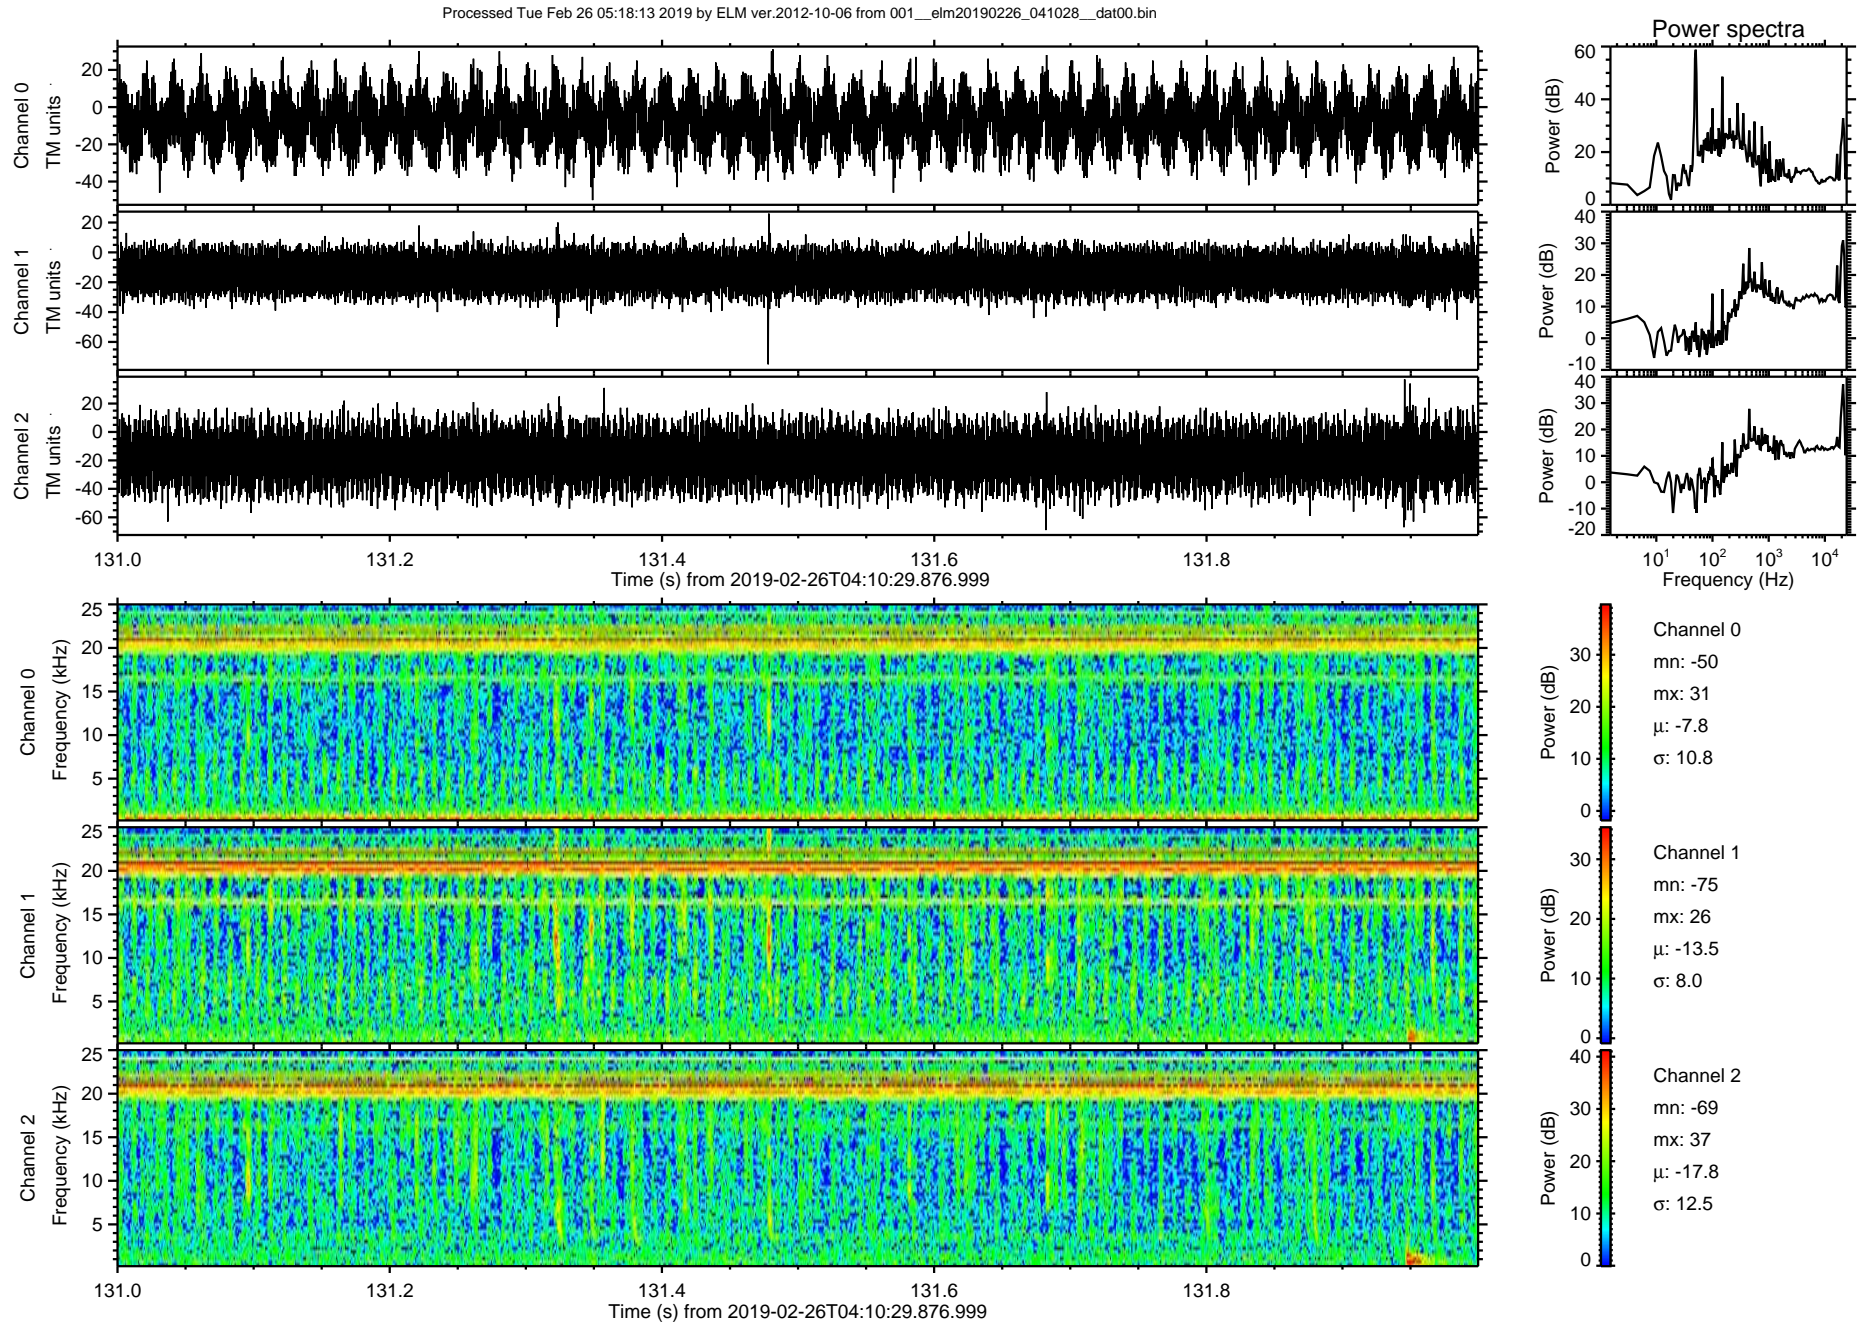 Processed Tue Feb 26 05:18:13 2019 by ELM ver.2012-10-06 from 001__elm20190226_041028__dat00.bin
Power spectra
Channel 0
TM units
20
0
-20
-40
Power (dB)
60
40
20
0
Channel 1
TM units
20
0
-20
-40
-60
Power (dB)
40
30
20
10
0
-10
Channel 2
TM units
20
0
-20
-40
-60
Power (dB)
40
30
20
10
0
-10
-20
131.0 131.2 131.4 131.6 131.8
Time (s) from 2019-02-26T04:10:29.876.999
10¹ 10² 10³ 10⁴
Frequency (Hz)
Channel 0
Frequency (kHz)
25
20
15
10
5
Power (dB)
30
20
10
0
Channel 0
mn: -50
mx: 31
μ: -7.8
σ: 10.8
Channel 1
Frequency (kHz)
25
20
15
10
5
Power (dB)
30
20
10
0
Channel 1
mn: -75
mx: 26
μ: -13.5
σ: 8.0
Channel 2
Frequency (kHz)
25
20
15
10
5
Power (dB)
40
30
20
10
0
Channel 2
mn: -69
mx: 37
μ: -17.8
σ: 12.5
131.0 131.2 131.4 131.6 131.8
Time (s) from 2019-02-26T04:10:29.876.999